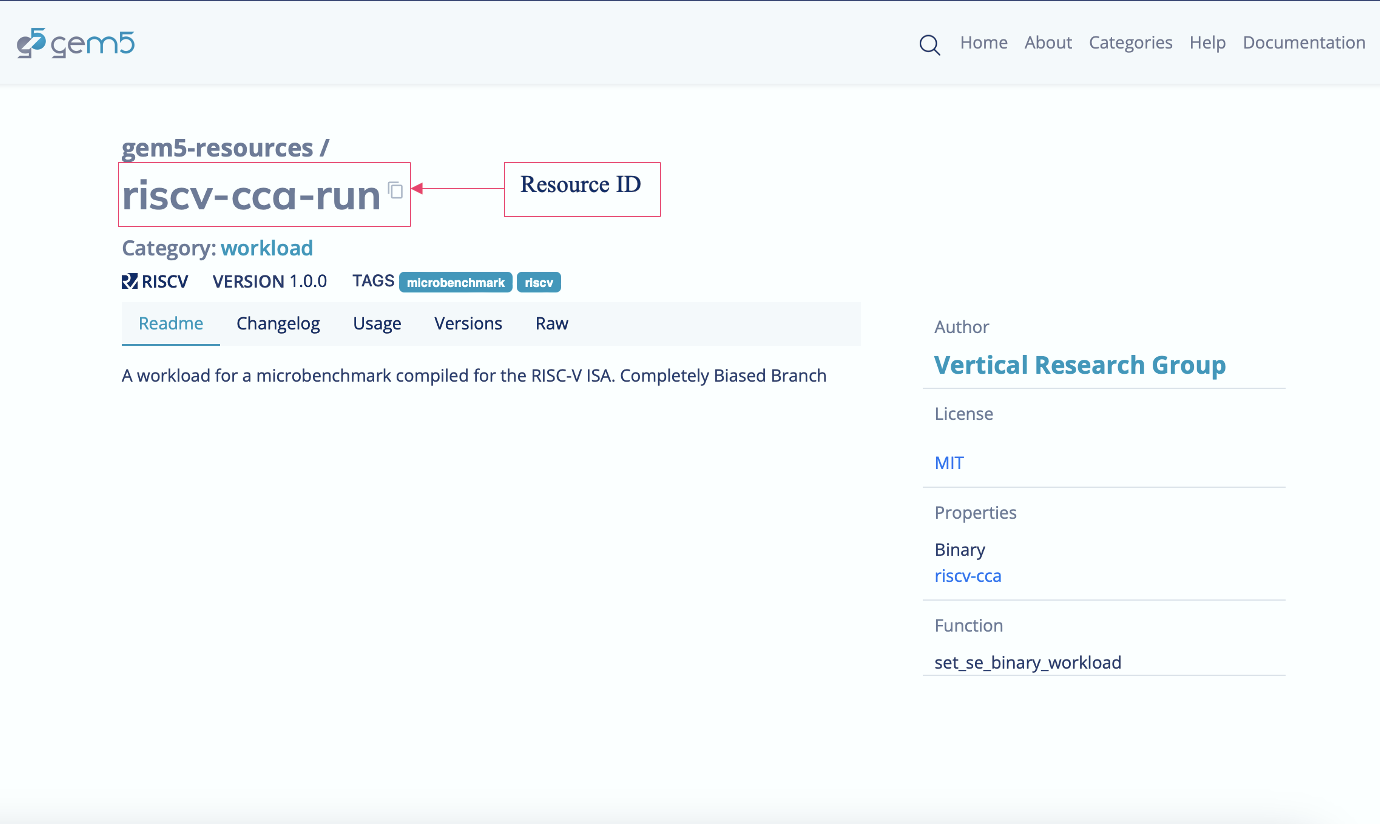 gem5
Home About Categories Help Documentation
gem5-resources /
riscv-cca-run
Resource ID
Category: workload
RISCV VERSION 1.0.0 TAGS microbenchmark riscv
Readme Changelog Usage Versions Raw
A workload for a microbenchmark compiled for the RISC-V ISA. Completely Biased Branch
Author
Vertical Research Group
License
MIT
Properties
Binary
riscv-cca
Function
set_se_binary_workload